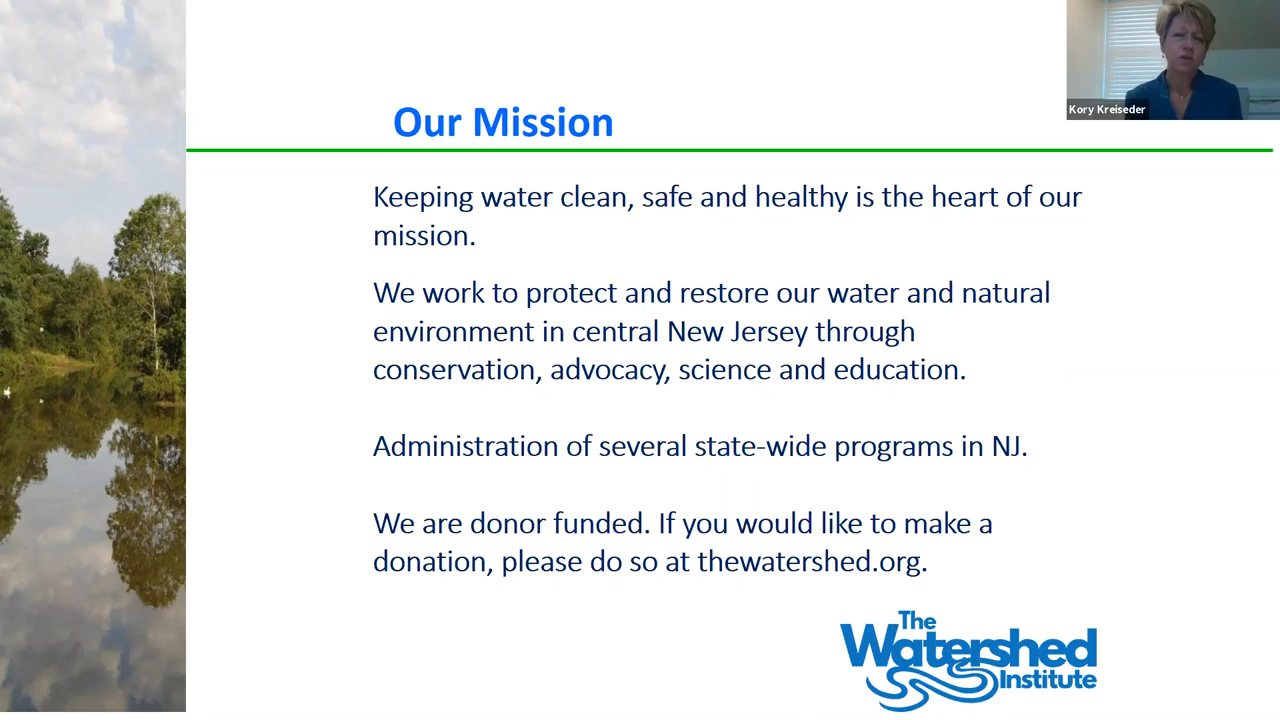 Kory Kreiseder
Our Mission
Keeping water clean, safe and healthy is the heart of our
mission.
We work to protect and restore our water and natural
environment in central New Jersey through
conservation, advocacy, science and education.
Administration of several state-wide programs in NJ.
We are donor funded. If you would like to make a
donation, please do so at thewatershed.org.
The
Watershed
Institute